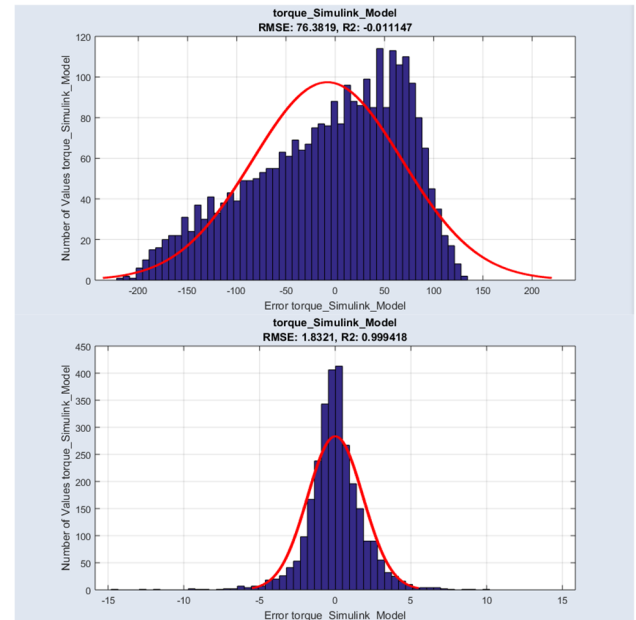 torque_Simulink_Model
RMSE: 76.3819, R2: -0.011147
Number of Values torque_Simulink_Model
120
100
80
60
40
20
0
-200 -150 -100 -50 0 50 100 150 200
Error torque_Simulink_Model
torque_Simulink_Model
RMSE: 1.8321, R2: 0.999418
Number of Values torque_Simulink_Model
450
400
350
300
250
200
150
100
50
0
-15 -10 -5 0 5 10 15
Error torque_Simulink_Model